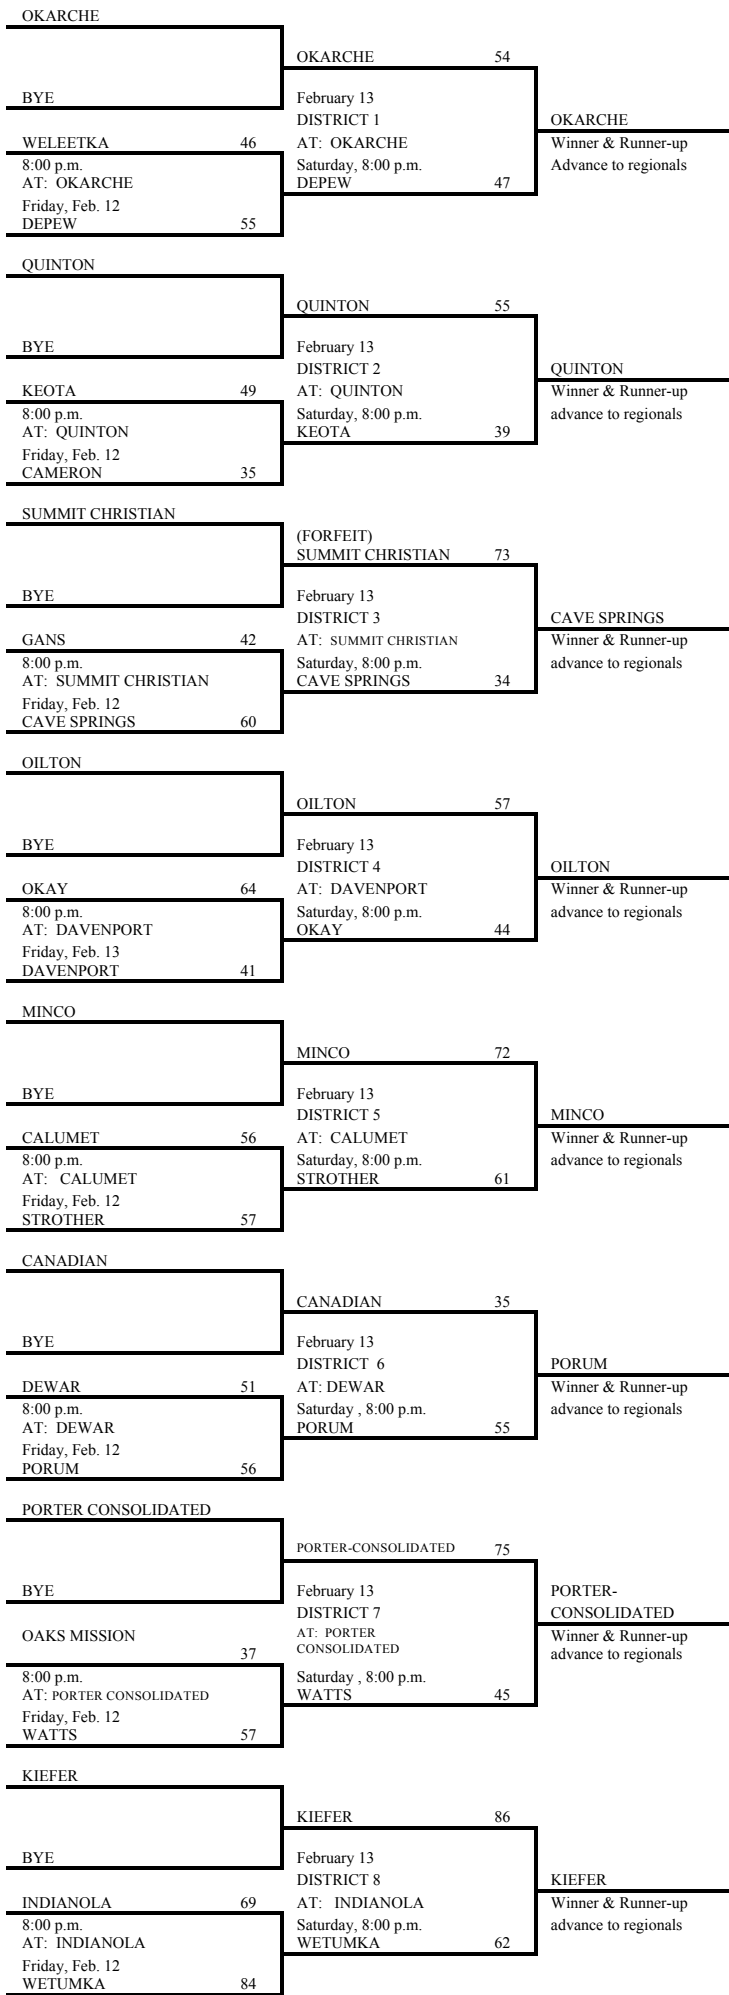 OKARCHE
OKARCHE 54
BYE
February 13
DISTRICT 1
OKARCHE
WELEETKA 46
AT: OKARCHE
Winner & Runner-up
8:00 p.m.
Saturday, 8:00 p.m.
Advance to regionals
AT: OKARCHE
DEPEW 47
Friday, Feb. 12
DEPEW 55
QUINTON
QUINTON 55
BYE
February 13
DISTRICT 2
QUINTON
KEOTA 49
AT: QUINTON
Winner & Runner-up
8:00 p.m.
Saturday, 8:00 p.m.
advance to regionals
AT: QUINTON
KEOTA 39
Friday, Feb. 12
CAMERON 35
SUMMIT CHRISTIAN
(FORFEIT)
SUMMIT CHRISTIAN 73
BYE
February 13
DISTRICT 3
CAVE SPRINGS
GANS 42
AT: SUMMIT CHRISTIAN
Winner & Runner-up
8:00 p.m.
Saturday, 8:00 p.m.
advance to regionals
AT: SUMMIT CHRISTIAN
CAVE SPRINGS 34
Friday, Feb. 12
CAVE SPRINGS 60
OILTON
OILTON 57
BYE
February 13
DISTRICT 4
OILTON
OKAY 64
AT: DAVENPORT
Winner & Runner-up
8:00 p.m.
Saturday, 8:00 p.m.
advance to regionals
AT: DAVENPORT
OKAY 44
Friday, Feb. 13
DAVENPORT 41
MINCO
MINCO 72
BYE
February 13
DISTRICT 5
MINCO
CALUMET 56
AT: CALUMET
Winner & Runner-up
8:00 p.m.
Saturday, 8:00 p.m.
advance to regionals
AT: CALUMET
STROTHER 61
Friday, Feb. 12
STROTHER 57
CANADIAN
CANADIAN 35
BYE
February 13
DISTRICT 6
PORUM
DEWAR 51
AT: DEWAR
Winner & Runner-up
8:00 p.m.
Saturday , 8:00 p.m.
advance to regionals
AT: DEWAR
PORUM 55
Friday, Feb. 12
PORUM 56
PORTER CONSOLIDATED
PORTER-CONSOLIDATED 75
BYE
February 13
PORTER-
DISTRICT 7
CONSOLIDATED
OAKS MISSION
37
AT: PORTER
CONSOLIDATED
Winner & Runner-up
advance to regionals
8:00 p.m.
Saturday , 8:00 p.m.
AT: PORTER CONSOLIDATED
WATTS 45
Friday, Feb. 12
WATTS 57
KIEFER
KIEFER 86
BYE
February 13
DISTRICT 8
KIEFER
INDIANOLA 69
AT: INDIANOLA
Winner & Runner-up
8:00 p.m.
Saturday, 8:00 p.m.
advance to regionals
AT: INDIANOLA
WETUMKA 62
Friday, Feb. 12
WETUMKA 84